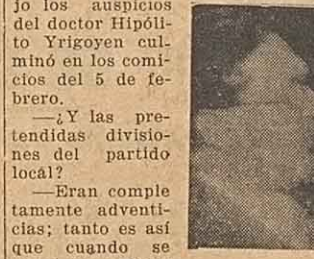 jo los auspicios
del doctor Hipóli-
to Yrigoyen cul-
minó en los comi-
cios del 5 de fe-
brero.
—¿Y las pre-
tendidas divisio-
nes del partido
locál?
—Eran comple
tamente adventi-
cias; tanto es así
que cuando se